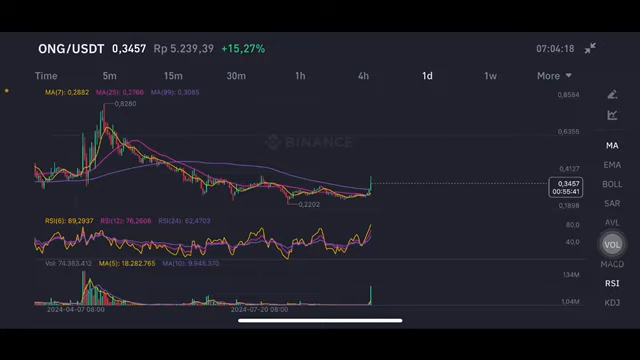 ONG/USDT 0,3457 Rp 5.239,39 +15,27% 07:04:18
Time 5m 15m 30m 1h 4h 1d 1w More
MA(7): 0,2882 MA(25): 0,2766 MA(99): 0,3085
0,8584
0,8280
MA
0,6355
BINANCE
EMA
0,4127
BOLL
0,3457
00:55:41
SAR
0,2202
0,1898
RSI(6): 89,2937 RSI(12): 76,2606 RSI(24): 62,4703
80,0
AVL
40,0
VOL
Vol: 74.383.412 MA(5): 18.282.765 MA(10): 9.948.370
MACD
134M
RSI
1,04M
KDJ
2024-04-07 08:00 2024-07-20 08:00